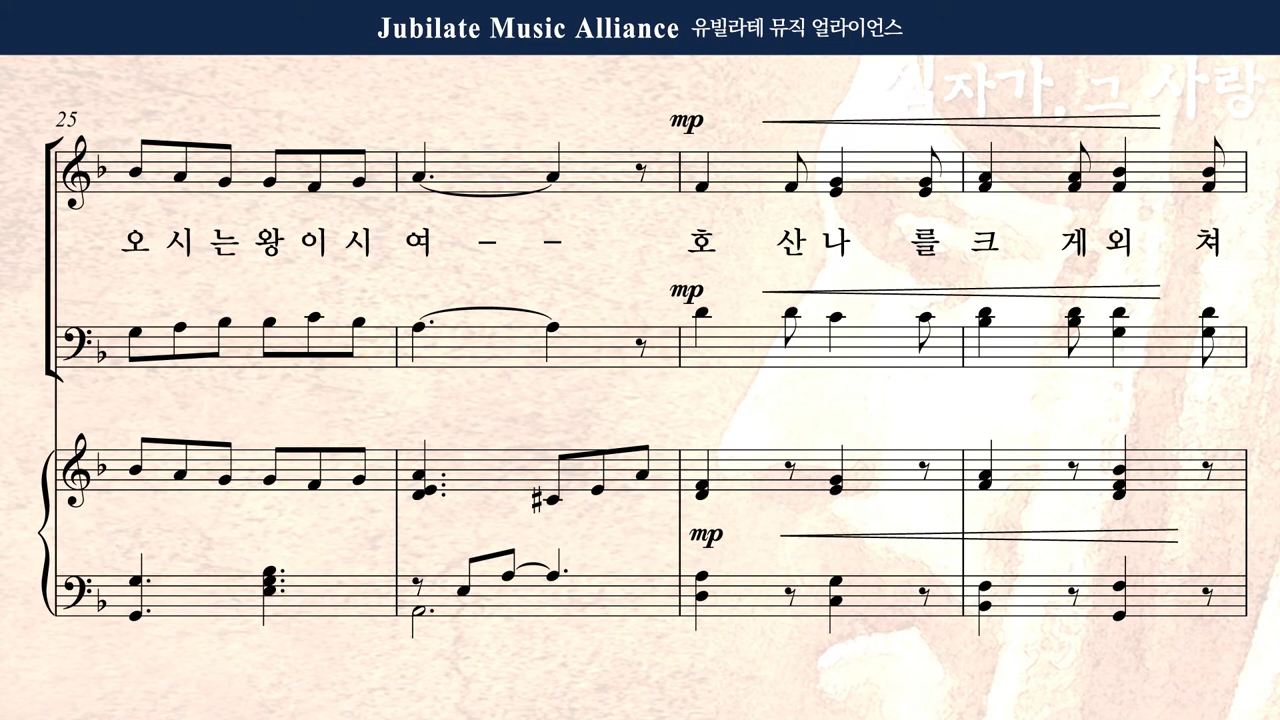 Jubilate Music Alliance 유빌라테 뮤직 얼라이언스
십자가, 그 사랑
25
mp
오 시 는 왕 이 시 여 – – 호 산 나 를 크 게 외 쳐
mp
mp